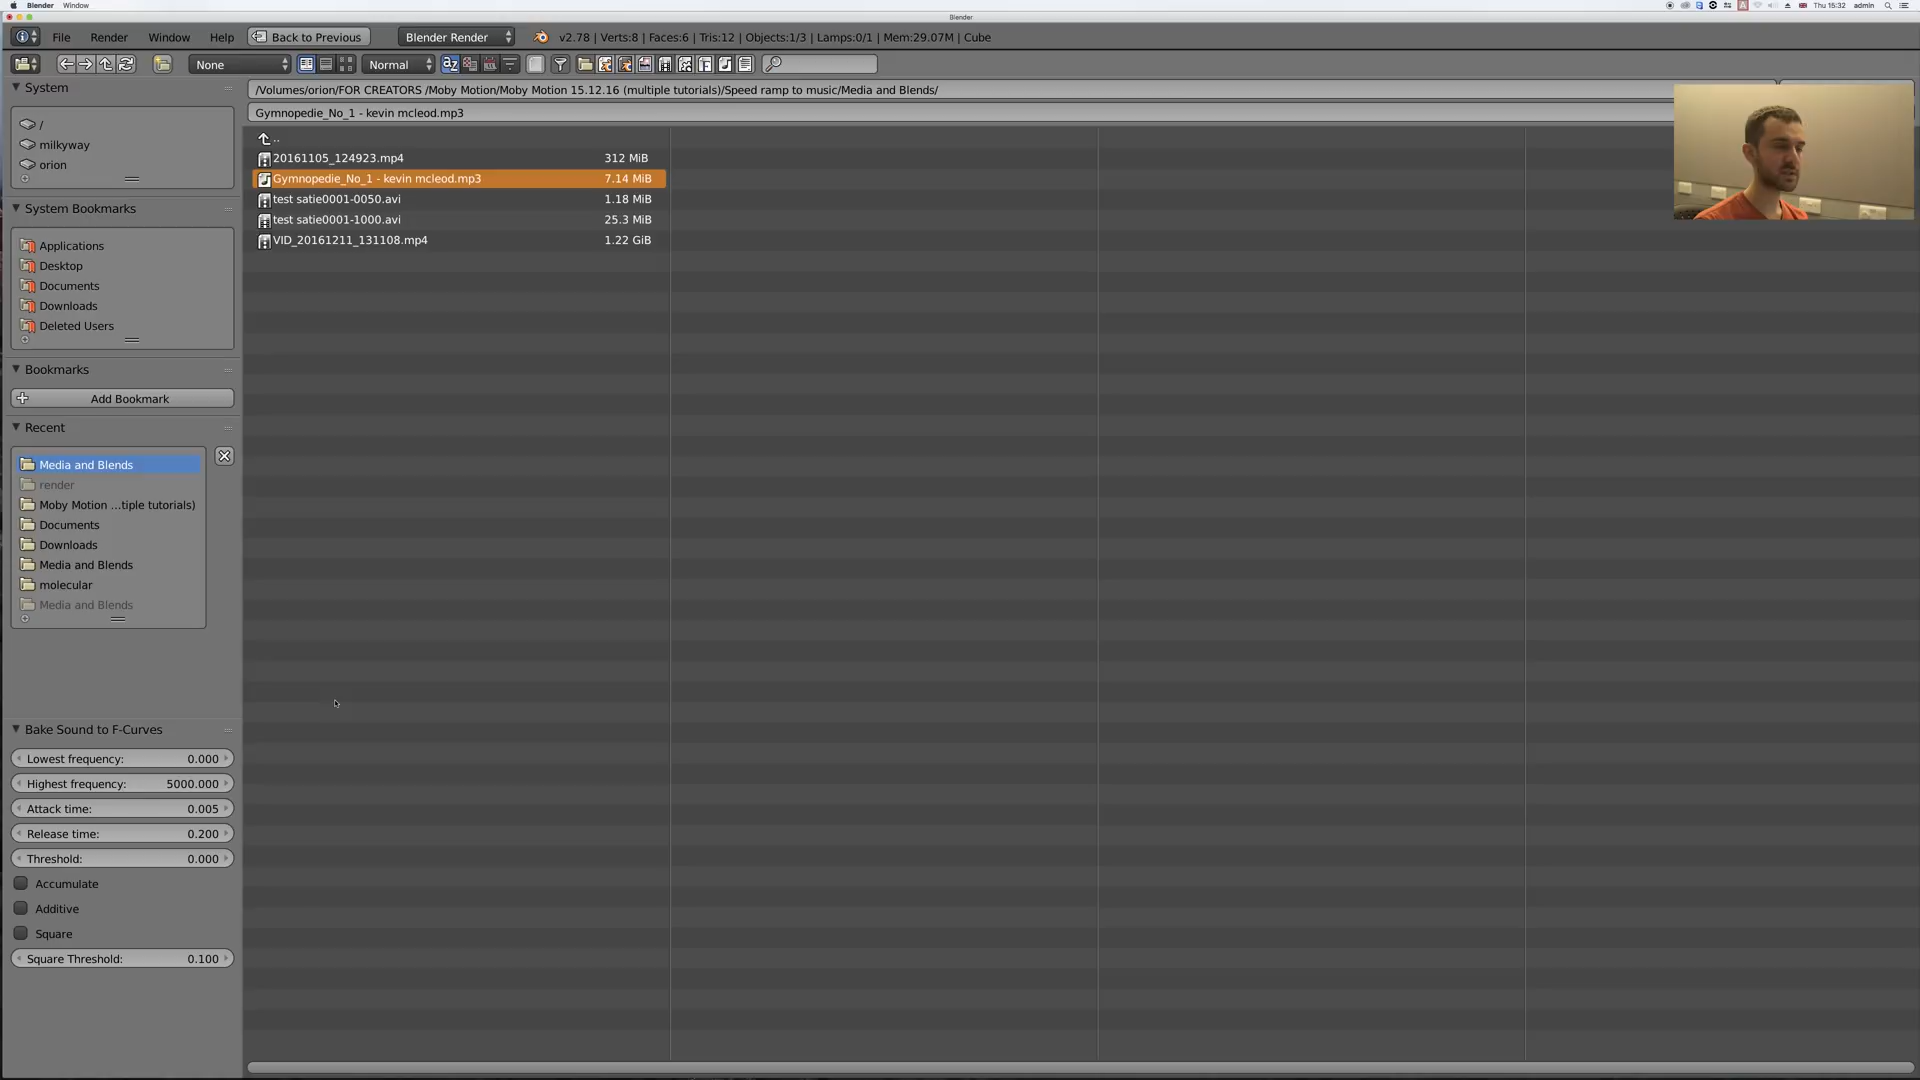 Blender Window
Thu 15:32 admin
Blender
File Render Window Help Back to Previous Blender Render v2.78 | Verts:8 | Faces:6 | Tris:12 | Objects:1/3 | Lamps:0/1 | Mem:29.07M | Cube
None Normal
System
/Volumes/orion/FOR CREATORS /Moby Motion/Moby Motion 15.12.16 (multiple tutorials)/Speed ramp to music/Media and Blends/
Gymnopedie_No_1 - kevin mcleod.mp3
/
milkyway
orion
..
20161105_124923.mp4 312 MiB
Gymnopedie_No_1 - kevin mcleod.mp3 7.14 MiB
test satie0001-0050.avi 1.18 MiB
test satie0001-1000.avi 25.3 MiB
VID_20161211_131108.mp4 1.22 GiB
System Bookmarks
Applications
Desktop
Documents
Downloads
Deleted Users
Bookmarks
Add Bookmark
Recent
Media and Blends
render
Moby Motion ...tiple tutorials)
Documents
Downloads
Media and Blends
molecular
Media and Blends
Bake Sound to F-Curves
Lowest frequency: 0.000
Highest frequency: 5000.000
Attack time: 0.005
Release time: 0.200
Threshold: 0.000
Accumulate
Additive
Square
Square Threshold: 0.100